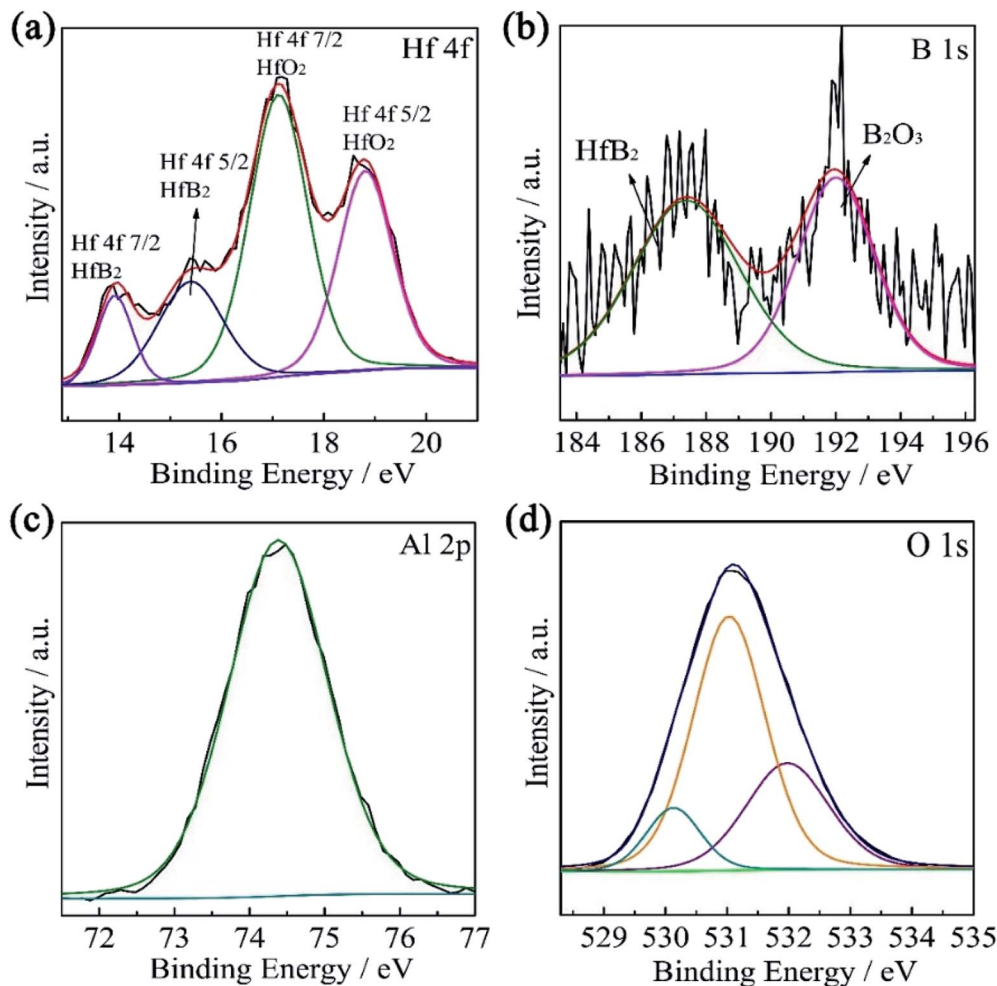 (a)
Hf 4f
Hf 4f 7/2
HfO₂
Hf 4f 5/2
HfO₂
Hf 4f 5/2
HfB₂
Hf 4f 7/2
HfB₂
Intensity / a.u.
14 16 18 20
Binding Energy / eV
(b)
B 1s
HfB₂
B₂O₃
Intensity / a.u.
184 186 188 190 192 194 196
Binding Energy / eV
(c)
Al 2p
Intensity / a.u.
72 73 74 75 76 77
Binding Energy / eV
(d)
O 1s
Intensity / a.u.
529 530 531 532 533 534 535
Binding Energy / eV